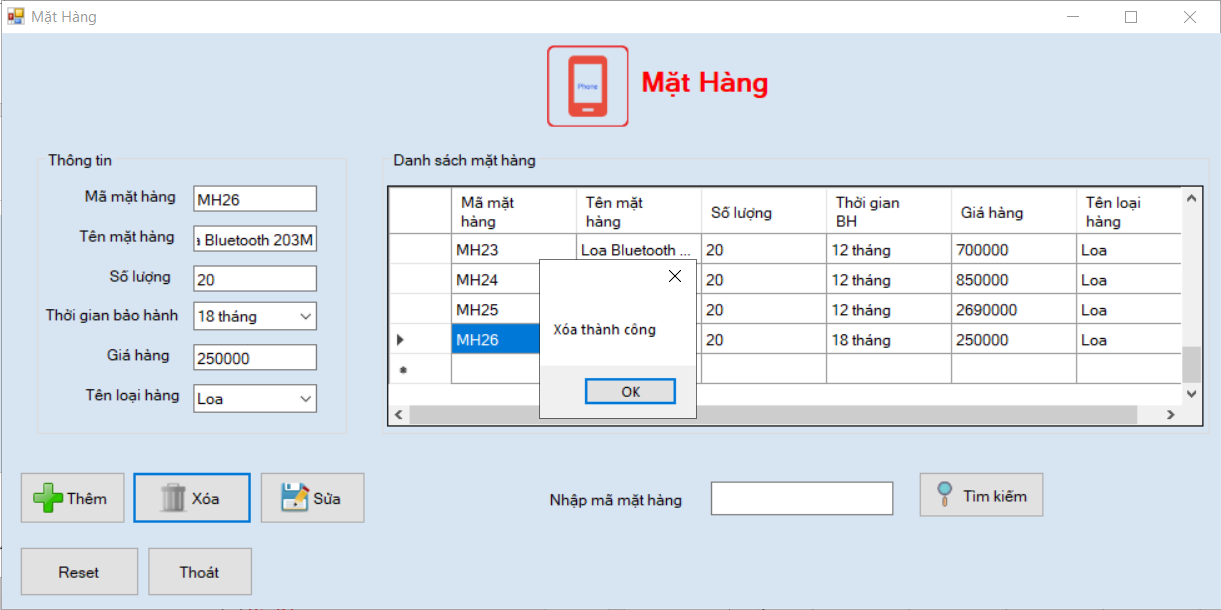 Mặt Hàng
Phone
Mặt Hàng
Thông tin
Mã mặt hàng MH26
Tên mặt hàng Bluetooth 203M
Số lượng 20
Thời gian bảo hành 18 tháng
Giá hàng 250000
Tên loại hàng Loa
Danh sách mặt hàng
Mã mặt hàng Tên mặt hàng Số lượng Thời gian BH Giá hàng Tên loại hàng
MH23 Loa Bluetooth ... 20 12 tháng 700000 Loa
MH24 20 12 tháng 850000 Loa
MH25 20 12 tháng 2690000 Loa
MH26 20 18 tháng 250000 Loa
Xóa thành công
OK
Thêm Xóa Sửa
Nhập mã mặt hàng Tìm kiếm
Reset Thoát